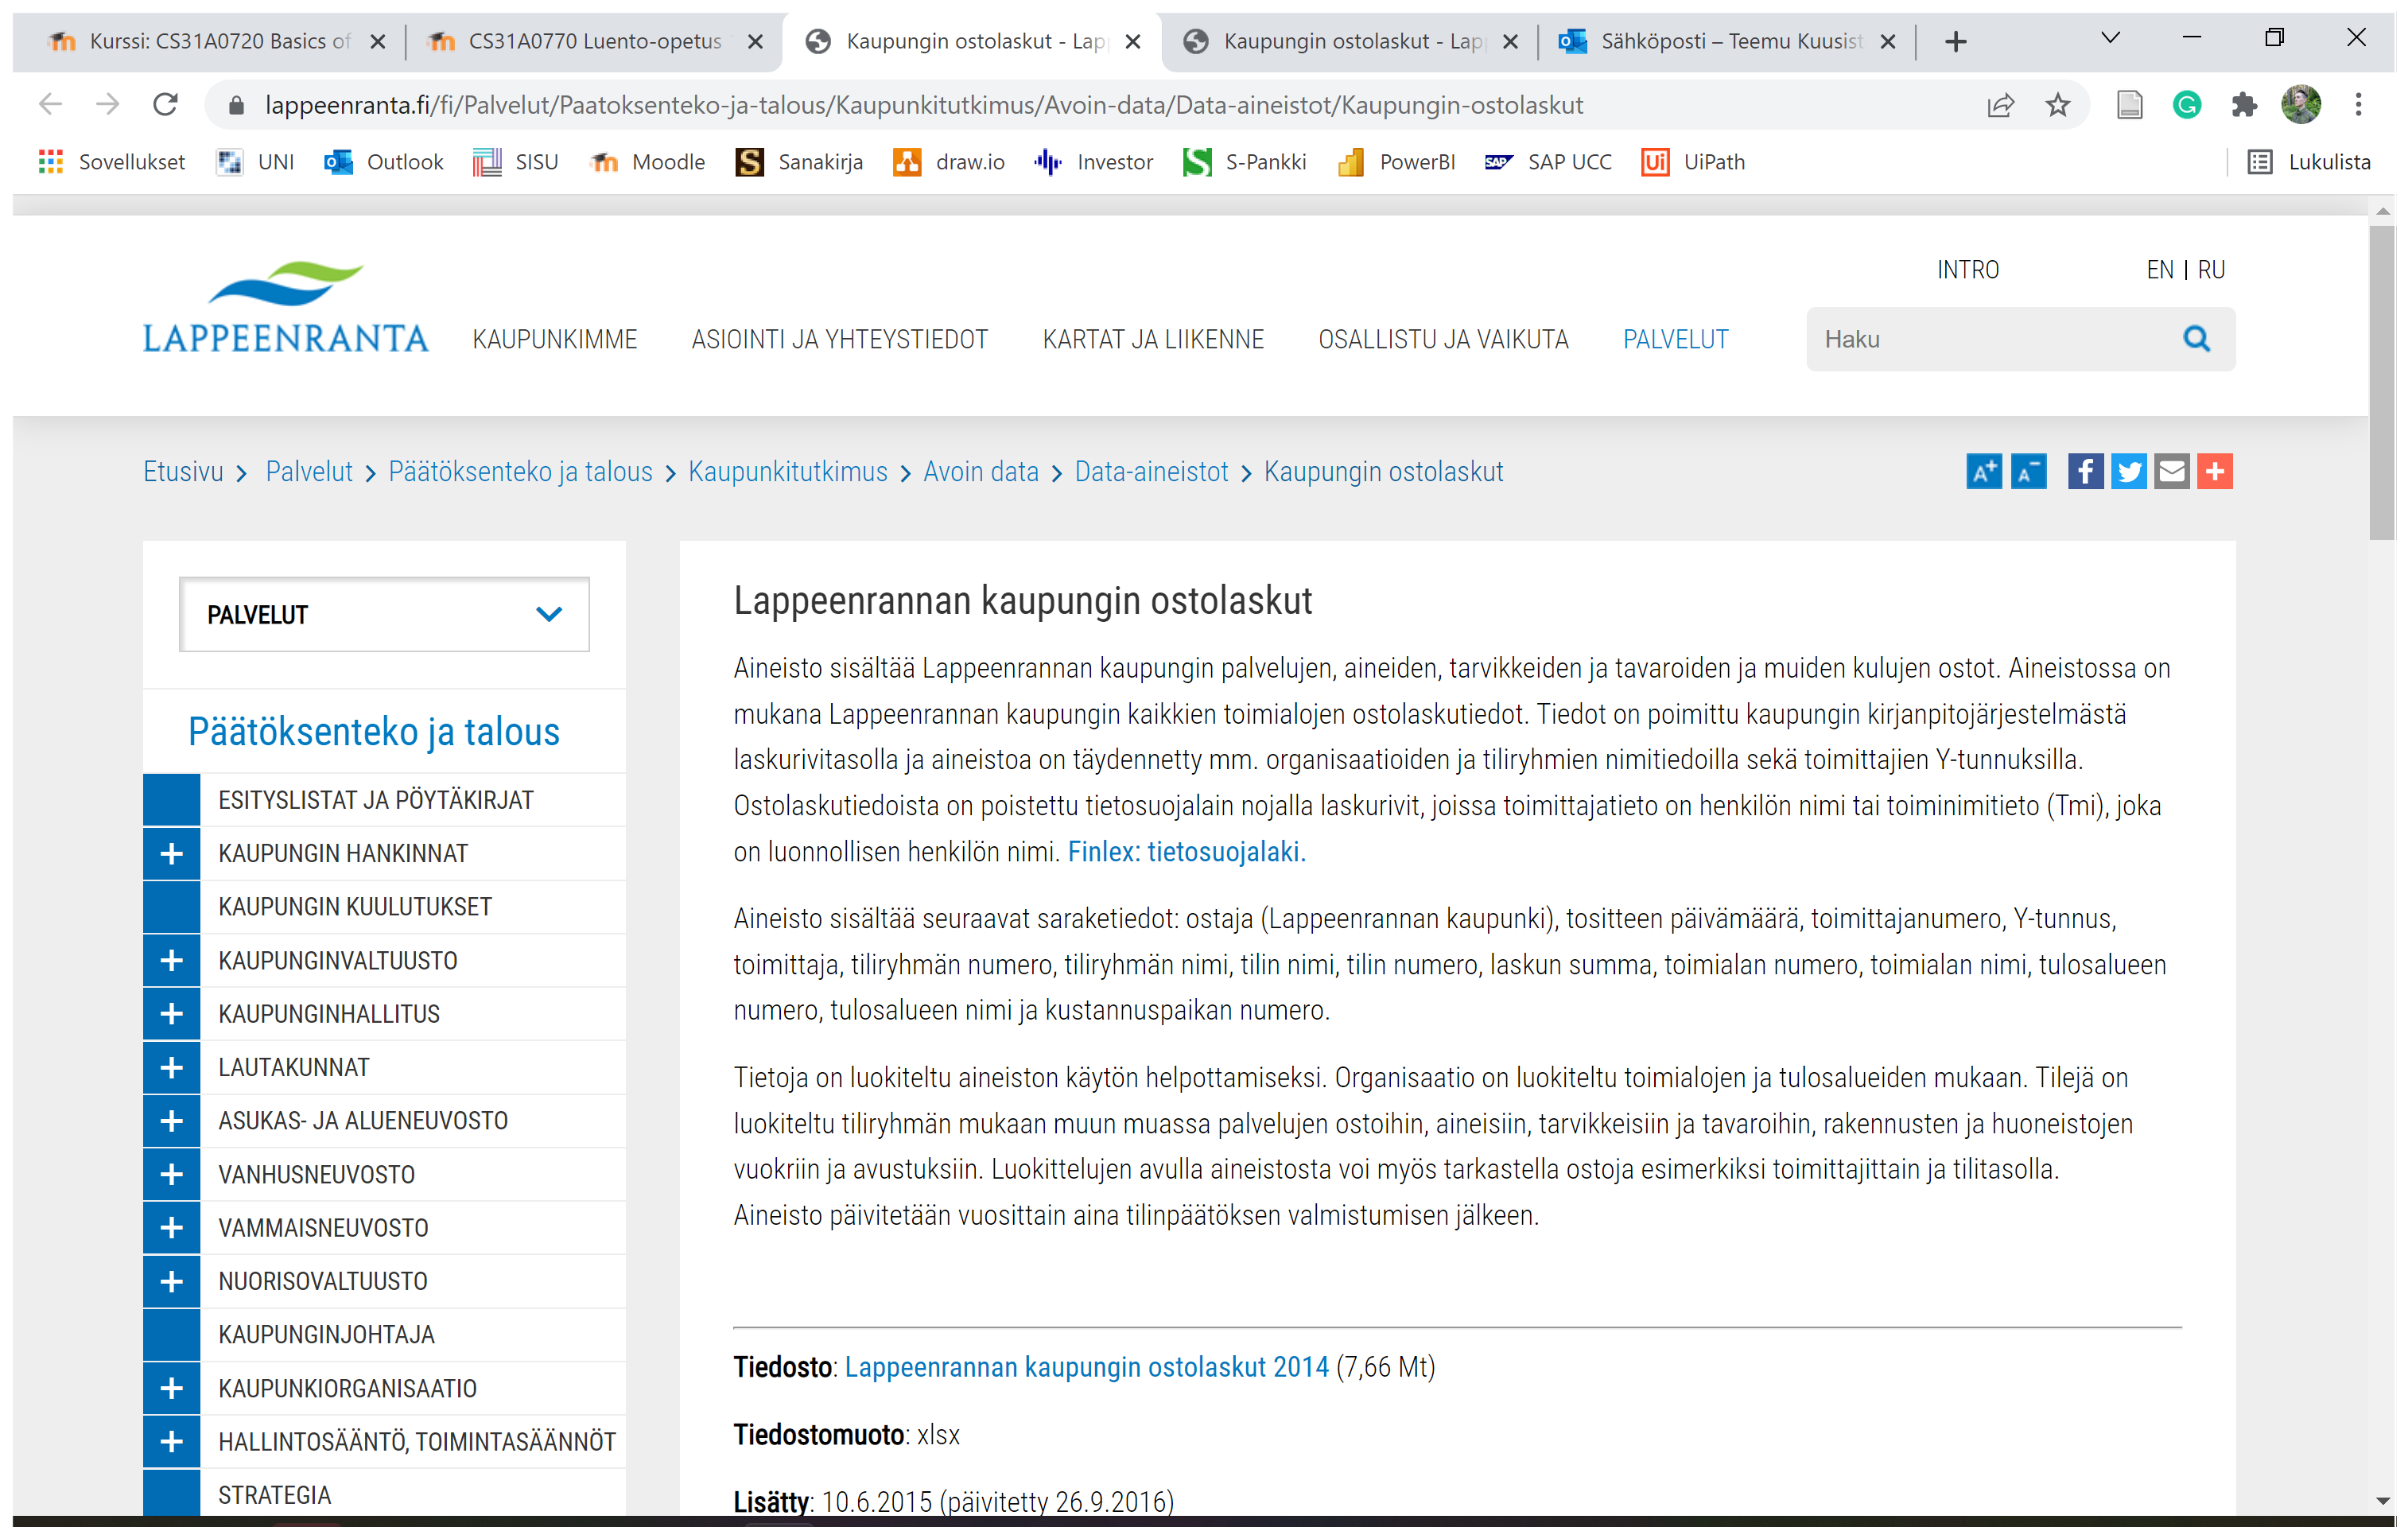 Kurssi: CS31A0720 Basics of
CS31A0770 Luento-opetus
Kaupungin ostolaskut - Lap
Kaupungin ostolaskut - Lap
Sähköposti – Teemu Kuusist
lappeenranta.fi/fi/Palvelut/Paatoksenteko-ja-talous/Kaupunkitutkimus/Avoin-data/Data-aineistot/Kaupungin-ostolaskut
Sovellukset UNI Outlook SISU Moodle Sanakirja draw.io Investor S-Pankki PowerBI SAP UCC UiPath Lukulista
INTRO EN | RU
LAPPEENRANTA
KAUPUNKIMME ASIOINTI JA YHTEYSTIEDOT KARTAT JA LIIKENNE OSALLISTU JA VAIKUTA PALVELUT Haku
Etusivu > Palvelut > Päätöksenteko ja talous > Kaupunkitutkimus > Avoin data > Data-aineistot > Kaupungin ostolaskut A+ A-
PALVELUT
Päätöksenteko ja talous
ESITYSLISTAT JA PÖYTÄKIRJAT
KAUPUNGIN HANKINNAT
KAUPUNGIN KUULUTUKSET
KAUPUNGINVALTUUSTO
KAUPUNGINHALLITUS
LAUTAKUNNAT
ASUKAS- JA ALUENEUVOSTO
VANHUSNEUVOSTO
VAMMAISNEUVOSTO
NUORISOVALTUUSTO
KAUPUNGINJOHTAJA
KAUPUNKIORGANISAATIO
HALLINTOSÄÄNTÖ, TOIMINTASÄÄNNÖT
STRATEGIA
Lappeenrannan kaupungin ostolaskut
Aineisto sisältää Lappeenrannan kaupungin palvelujen, aineiden, tarvikkeiden ja tavaroiden ja muiden kulujen ostot. Aineistossa on
mukana Lappeenrannan kaupungin kaikkien toimialojen ostolaskutiedot. Tiedot on poimittu kaupungin kirjanpitojärjestelmästä
laskurivitasolla ja aineistoa on täydennetty mm. organisaatioiden ja tiliryhmien nimitiedoilla sekä toimittajien Y-tunnuksilla.
Ostolaskutiedoista on poistettu tietosuojalain nojalla laskurivit, joissa toimittajatieto on henkilön nimi tai toiminimitieto (Tmi), joka
on luonnollisen henkilön nimi. Finlex: tietosuojalaki.
Aineisto sisältää seuraavat saraketiedot: ostaja (Lappeenrannan kaupunki), tositteen päivämäärä, toimittajanumero, Y-tunnus,
toimittaja, tiliryhmän numero, tiliryhmän nimi, tilin nimi, tilin numero, laskun summa, toimialan numero, toimialan nimi, tulosalueen
numero, tulosalueen nimi ja kustannuspaikan numero.
Tietoja on luokiteltu aineiston käytön helpottamiseksi. Organisaatio on luokiteltu toimialojen ja tulosalueiden mukaan. Tilejä on
luokiteltu tiliryhmän mukaan muun muassa palvelujen ostoihin, aineisiin, tarvikkeisiin ja tavaroihin, rakennusten ja huoneistojen
vuokriin ja avustuksiin. Luokittelujen avulla aineistosta voi myös tarkastella ostoja esimerkiksi toimittajittain ja tilitasolla.
Aineisto päivitetään vuosittain aina tilinpäätöksen valmistumisen jälkeen.
Tiedosto: Lappeenrannan kaupungin ostolaskut 2014 (7,66 Mt)
Tiedostomuoto: xlsx
Lisätty: 10.6.2015 (päivitetty 26.9.2016)